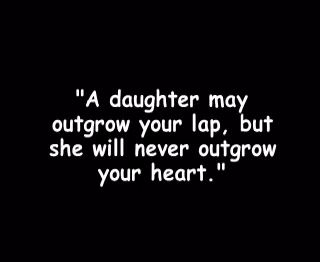 "A daughter may
outgrow your lap, but
she will never outgrow
your heart."